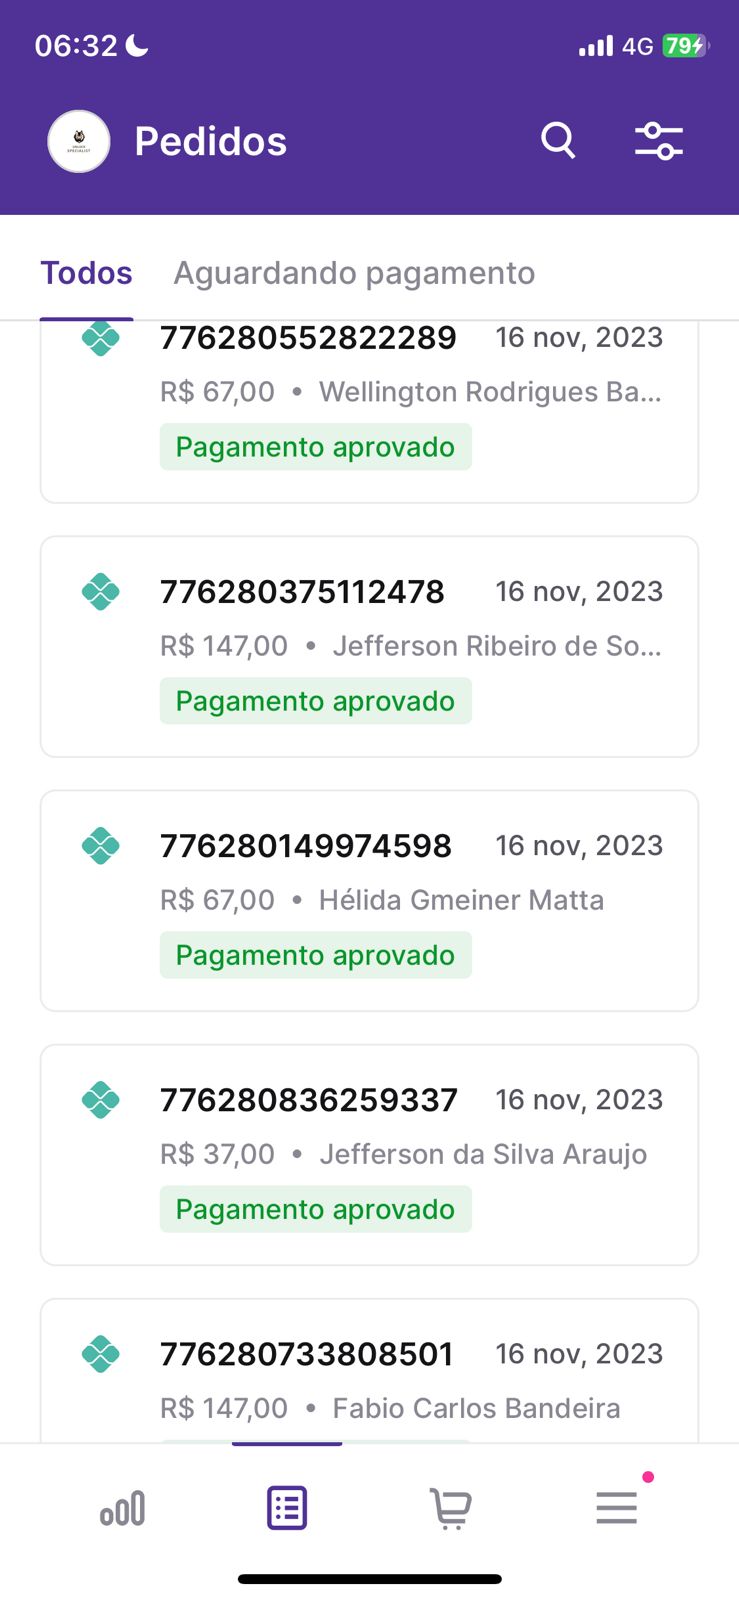 06:32
4G 79
Pedidos
Todos Aguardando pagamento
776280552822289 16 nov, 2023
R$ 67,00 • Wellington Rodrigues Ba...
Pagamento aprovado
776280375112478 16 nov, 2023
R$ 147,00 • Jefferson Ribeiro de So...
Pagamento aprovado
776280149974598 16 nov, 2023
R$ 67,00 • Hélida Gmeiner Matta
Pagamento aprovado
776280836259337 16 nov, 2023
R$ 37,00 • Jefferson da Silva Araujo
Pagamento aprovado
776280733808501 16 nov, 2023
R$ 147,00 • Fabio Carlos Bandeira